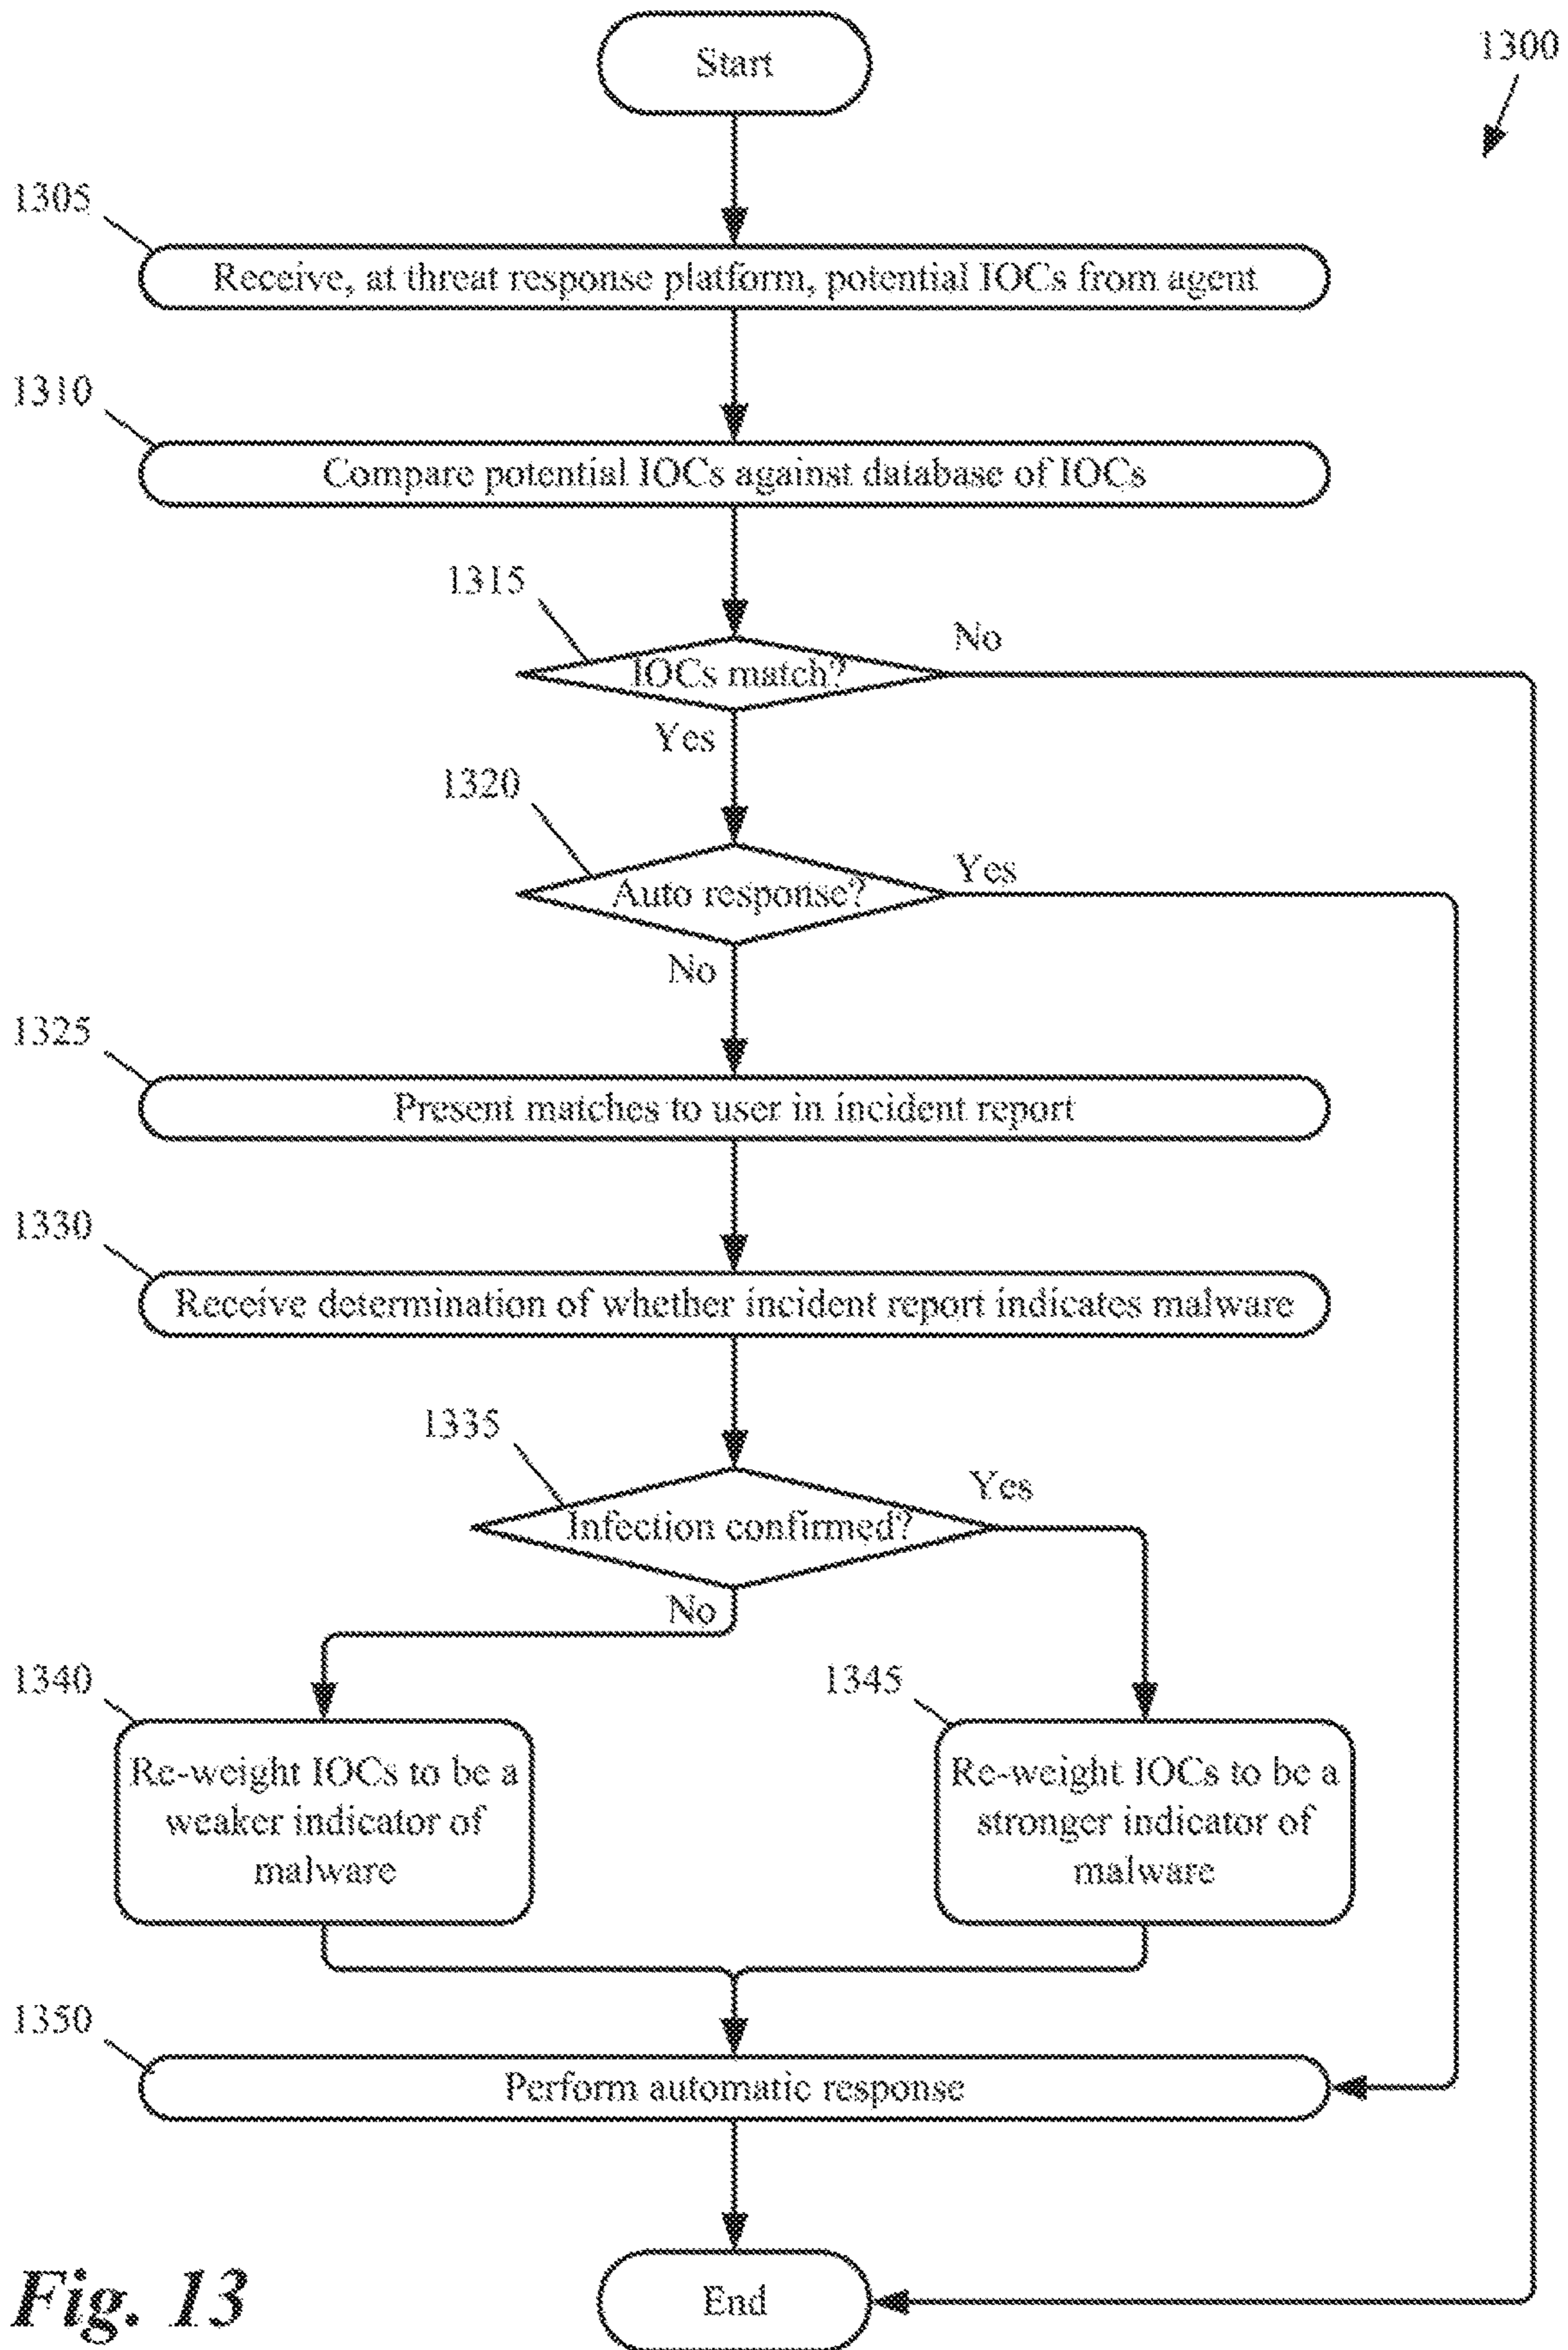 Start
1300
1305
Receive, at threat response platform, potential IOCs from agent
1310
Compare potential IOCs against database of IOCs
1315
No
IOCs match?
Yes
1320
Yes
Auto response?
No
1325
Present matches to user in incident report
1330
Receive determination of whether incident report indicates malware
1335
Yes
Infection confirmed?
No
1340
Re-weight IOCs to be a
weaker indicator of
malware
1345
Re-weight IOCs to be a
stronger indicator of
malware
1350
Perform automatic response
End
Fig. 13